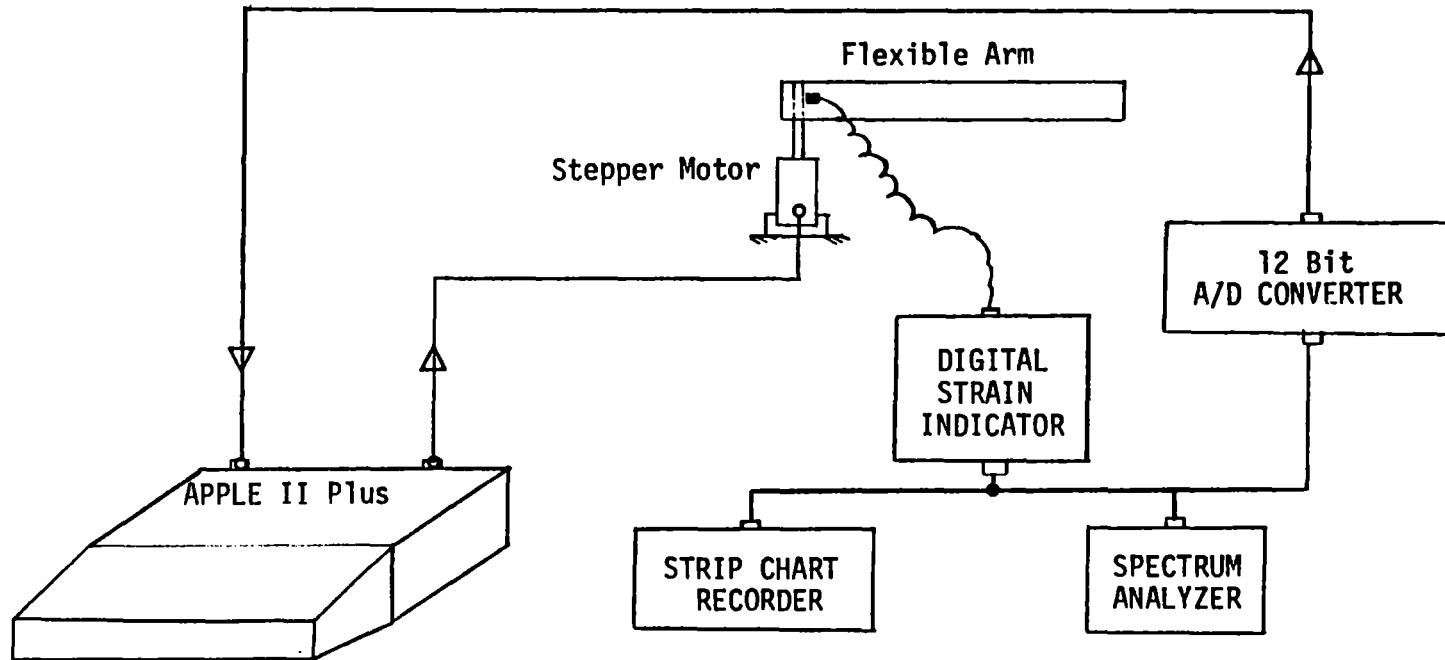 Flexible Arm
Stepper Motor
12 Bit
A/D CONVERTER
DIGITAL
STRAIN
INDICATOR
APPLE II Plus
STRIP CHART
RECORDER
SPECTRUM
ANALYZER